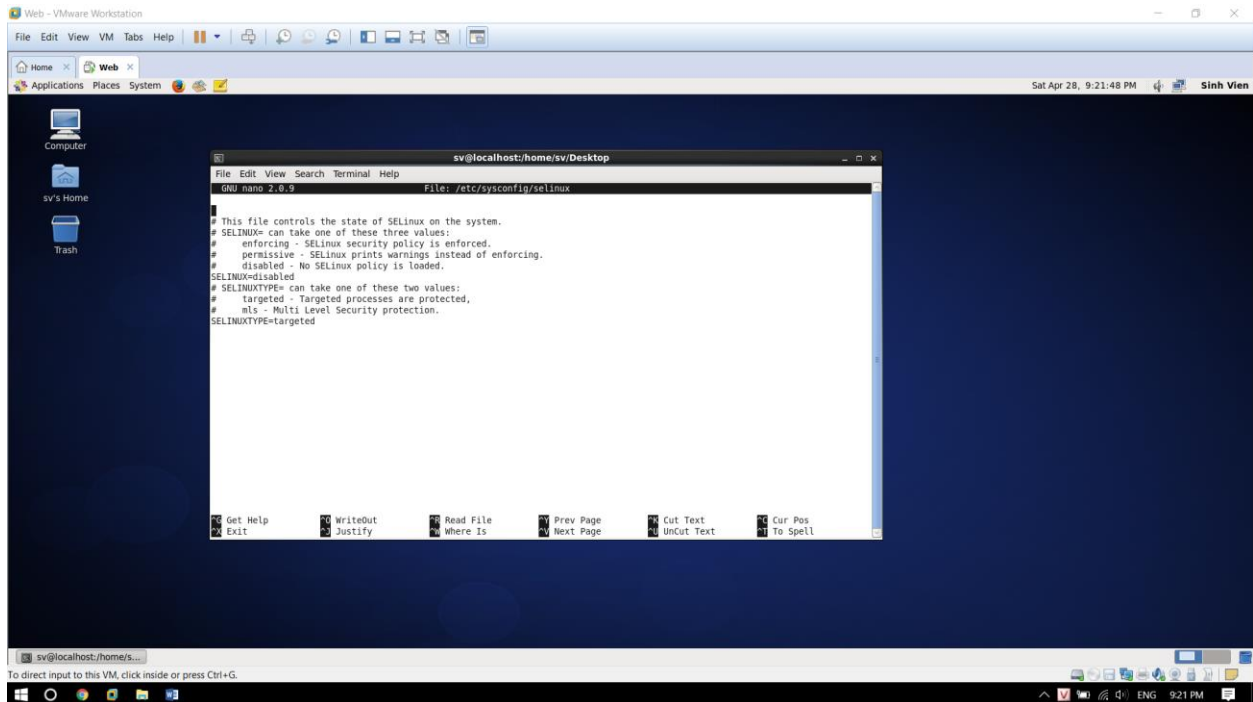 Web - VMware Workstation
File Edit View VM Tabs Help
Home
Web
Applications Places System
Sat Apr 28, 9:21:48 PM
Sinh Vien
Computer
sv's Home
Trash
sv@localhost:/home/sv/Desktop
File Edit View Search Terminal Help
GNU nano 2.0.9 File: /etc/sysconfig/selinux
# This file controls the state of SELinux on the system.
# SELINUX= can take one of these three values:
# enforcing - SELinux security policy is enforced.
# permissive - SELinux prints warnings instead of enforcing.
# disabled - No SELinux policy is loaded.
SELINUX=disabled
# SELINUXTYPE= can take one of these two values:
# targeted - Targeted processes are protected,
# mls - Multi Level Security protection.
SELINUXTYPE=targeted
^G Get Help ^O WriteOut ^R Read File ^Y Prev Page ^K Cut Text ^C Cur Pos
^X Exit ^J Justify ^W Where Is ^V Next Page ^U UnCut Text ^T To Spell
sv@localhost:/home/s...
To direct input to this VM, click inside or press Ctrl+G.
V ENG 9:21 PM